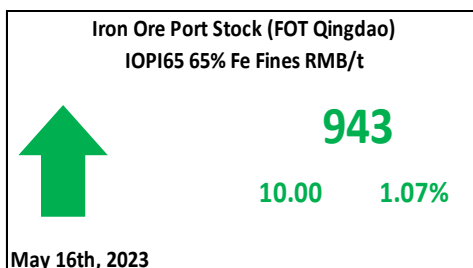 Iron Ore Port Stock (FOT Qingdao)
IOPI65 65% Fe Fines RMB/t
943
10.00 1.07%
May 16th, 2023